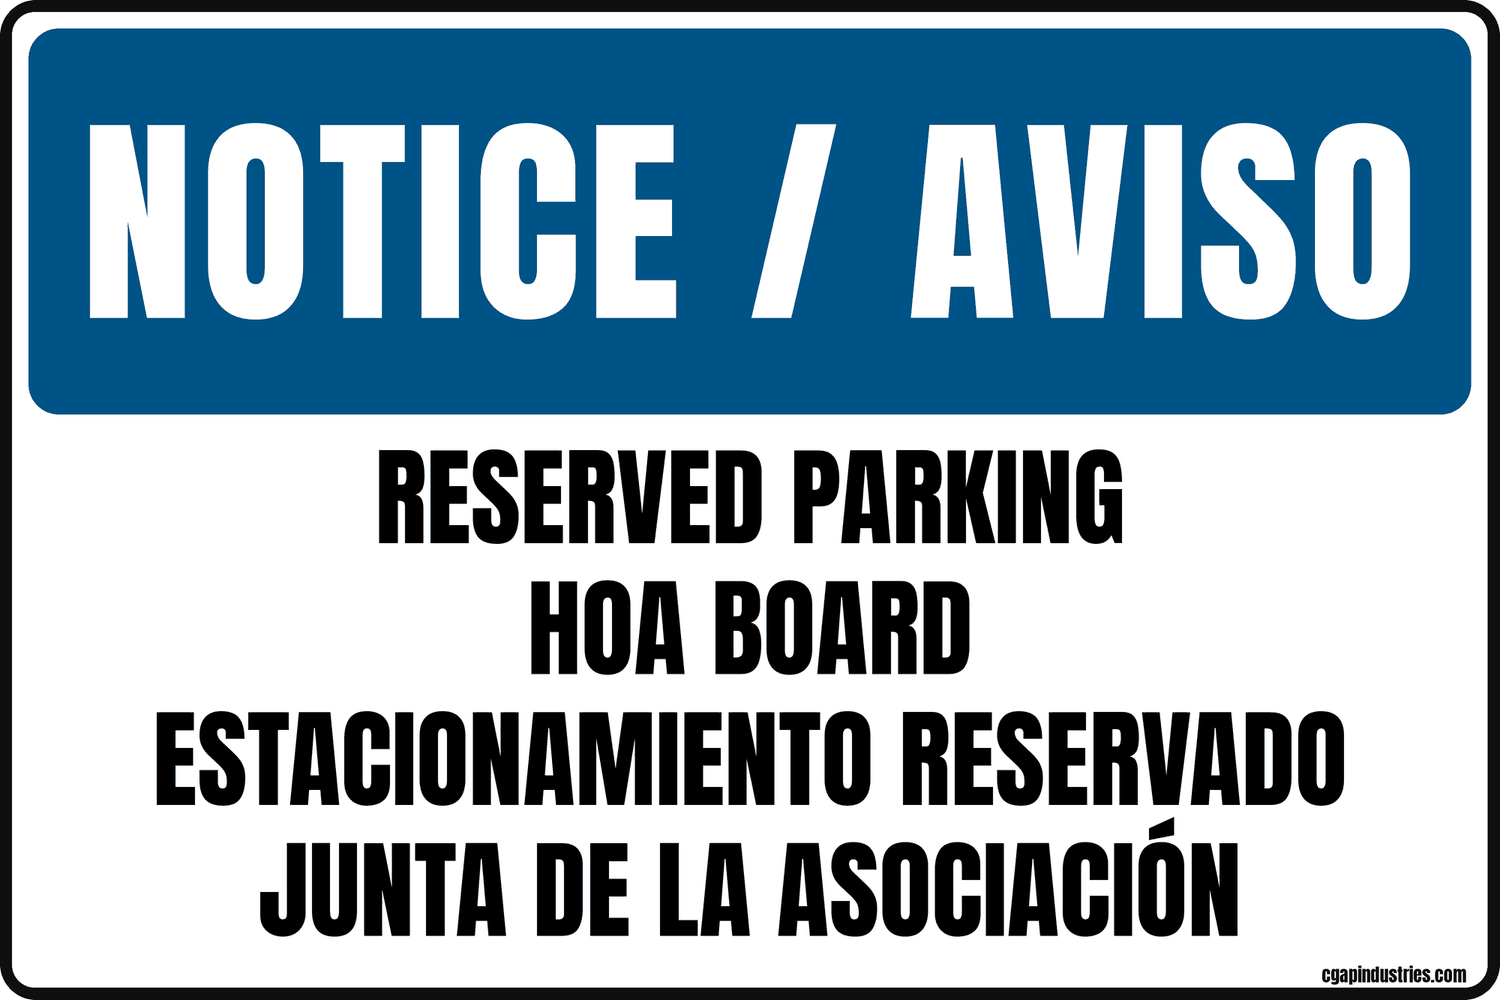 NOTICE / AVISO
RESERVED PARKING
HOA BOARD
ESTACIONAMIENTO RESERVADO
JUNTA DE LA ASOCIACIÓN
cgapindustries.com